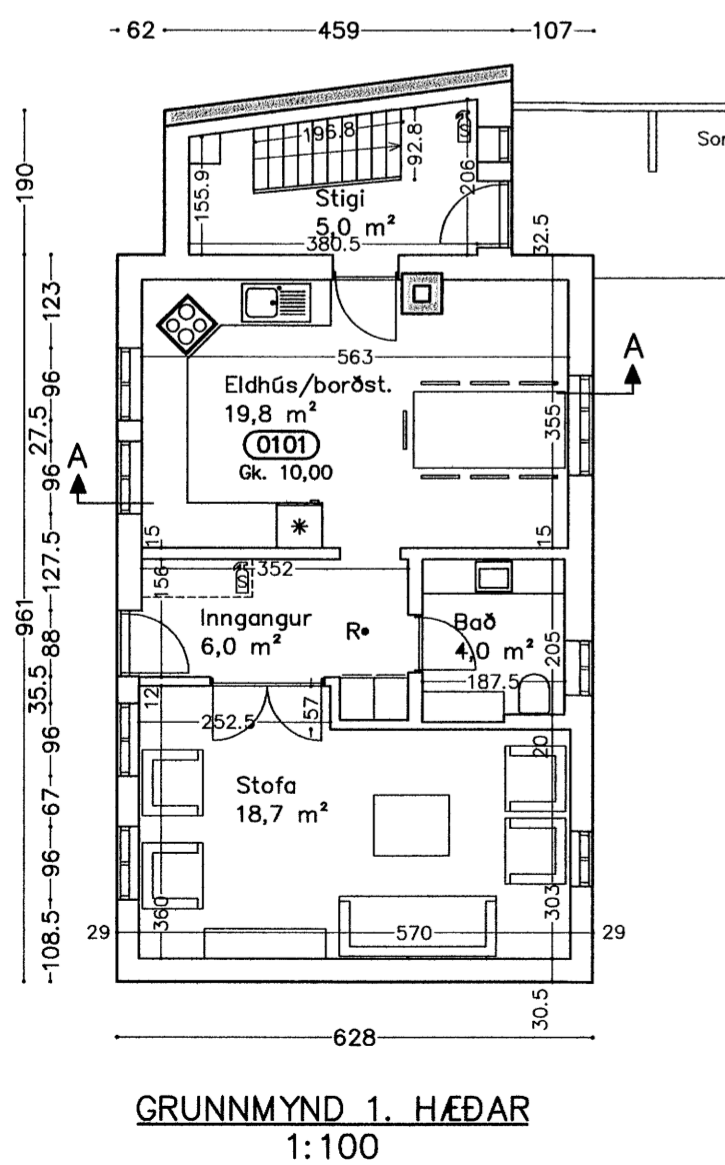 62 459 107
190
196.8
92.8
155.9
206
Sor
Stigi
5,0 m²
380.5
32.5
123
563
A
96
Eldhús/borðst.
19,8 m²
355
27.5
0101
Gk. 10,00
A
96
15
15
127.5
156
352
961
88
Inngangur
6,0 m²
R•
Bað
4,0 m²
205
35.5
187.5
12
252.5
57
20
96
Stofa
18,7 m²
67
96
360
303
108.5
29
570
29
30.5
628
GRUNNMYND 1. HÆÐAR
1:100
S
S